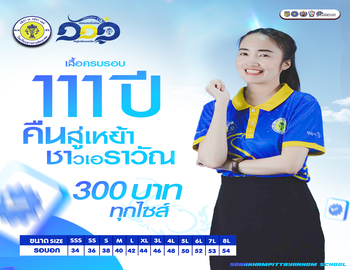 ๑๑๑
เสื้อครบรอบ
111 ปี
คืนสู่เหย้า
ชาวเอราวัณ
300 บาท
ทุกไซส์
ขนาด SIZE SSS SS S M L XL 3L 4L 5L 6L 7L 8L
รอบอก 34 36 38 40 42 44 46 48 50 52 53 54